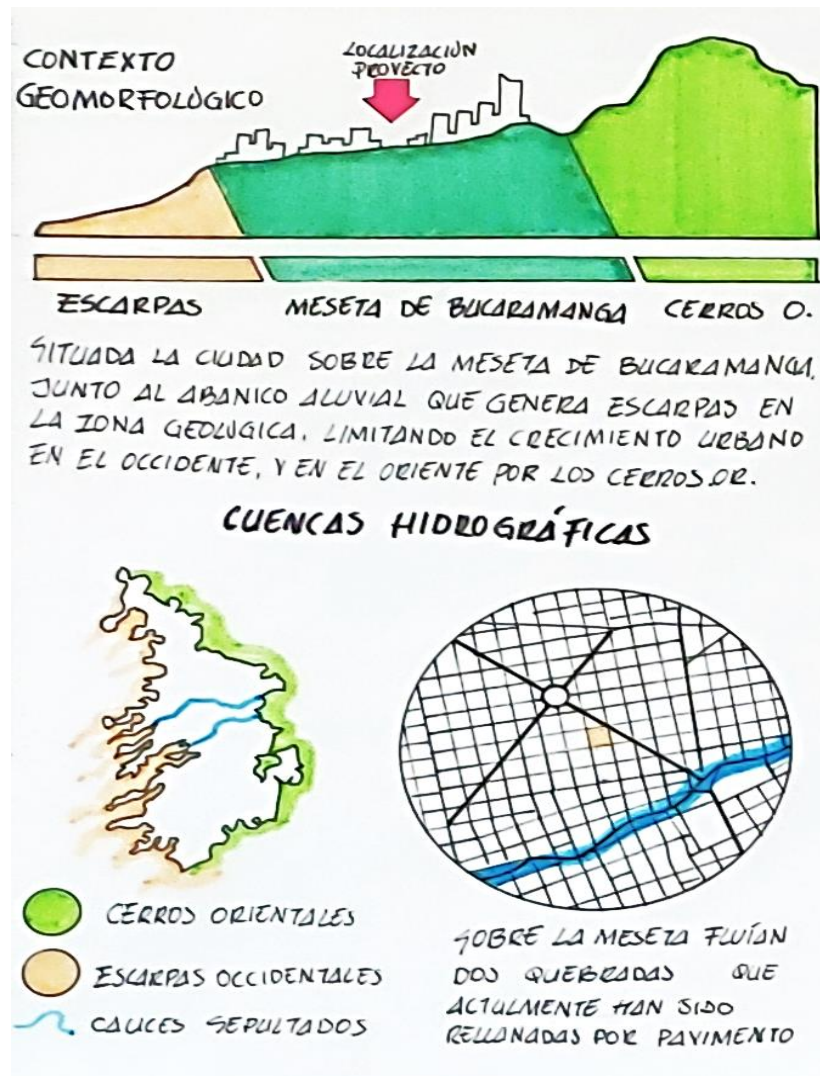 CONTEXTO
GEOMORFOLÓGICO
LOCALIZACIÓN
PROYECTO
ESCARPAS
MESETA DE BUCARAMANGA
CERROS O.
SITUADA LA CIUDAD SOBRE LA MESETA DE BUCARAMANGA,
JUNTO AL ABANICO ALUVIAL QUE GENERA ESCARPAS EN
LA ZONA GEOLÓGICA, LIMITANDO EL CRECIMIENTO URBANO
EN EL OCCIDENTE, Y EN EL ORIENTE POR LOS CERROS OR.
CUENCAS HIDROGRÁFICAS
CERROS ORIENTALES
ESCARPAS OCCIDENTALES
CAUCES SEPULTADOS
SOBRE LA MESETA FLUÍAN
DOS QUEBRADAS QUE
ACTULMENTE HAN SIDO
RELLANADAS POR PAVIMENTO